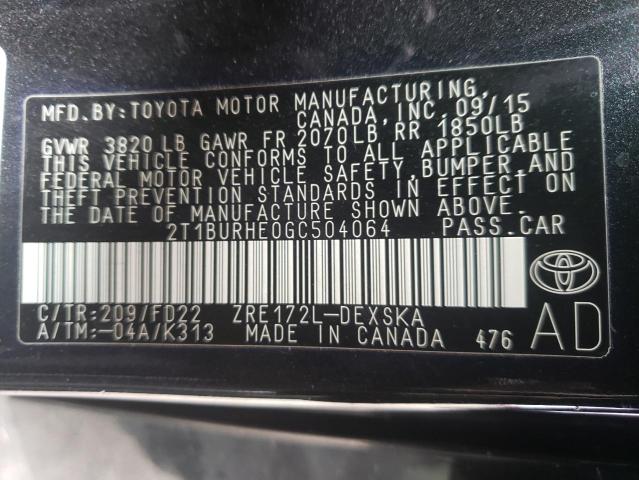 MFD. BY: TOYOTA MOTOR MANUFACTURING,
CANADA, INC. 09/15
GVWR 3820 LB GAWR FR 2070LB, RR 1850LB
THIS VEHICLE CONFORMS TO ALL APPLICABLE
FEDERAL MOTOR VEHICLE SAFETY, BUMPER, AND
THEFT PREVENTION STANDARDS IN EFFECT ON
THE DATE OF MANUFACTURE SHOWN ABOVE.
2T1BURHE0GC504064 PASS. CAR
C/TR: 209/FD22 ZRE172L-DEXSKA
A/TM: -04A/K313 MADE IN CANADA 476
AD